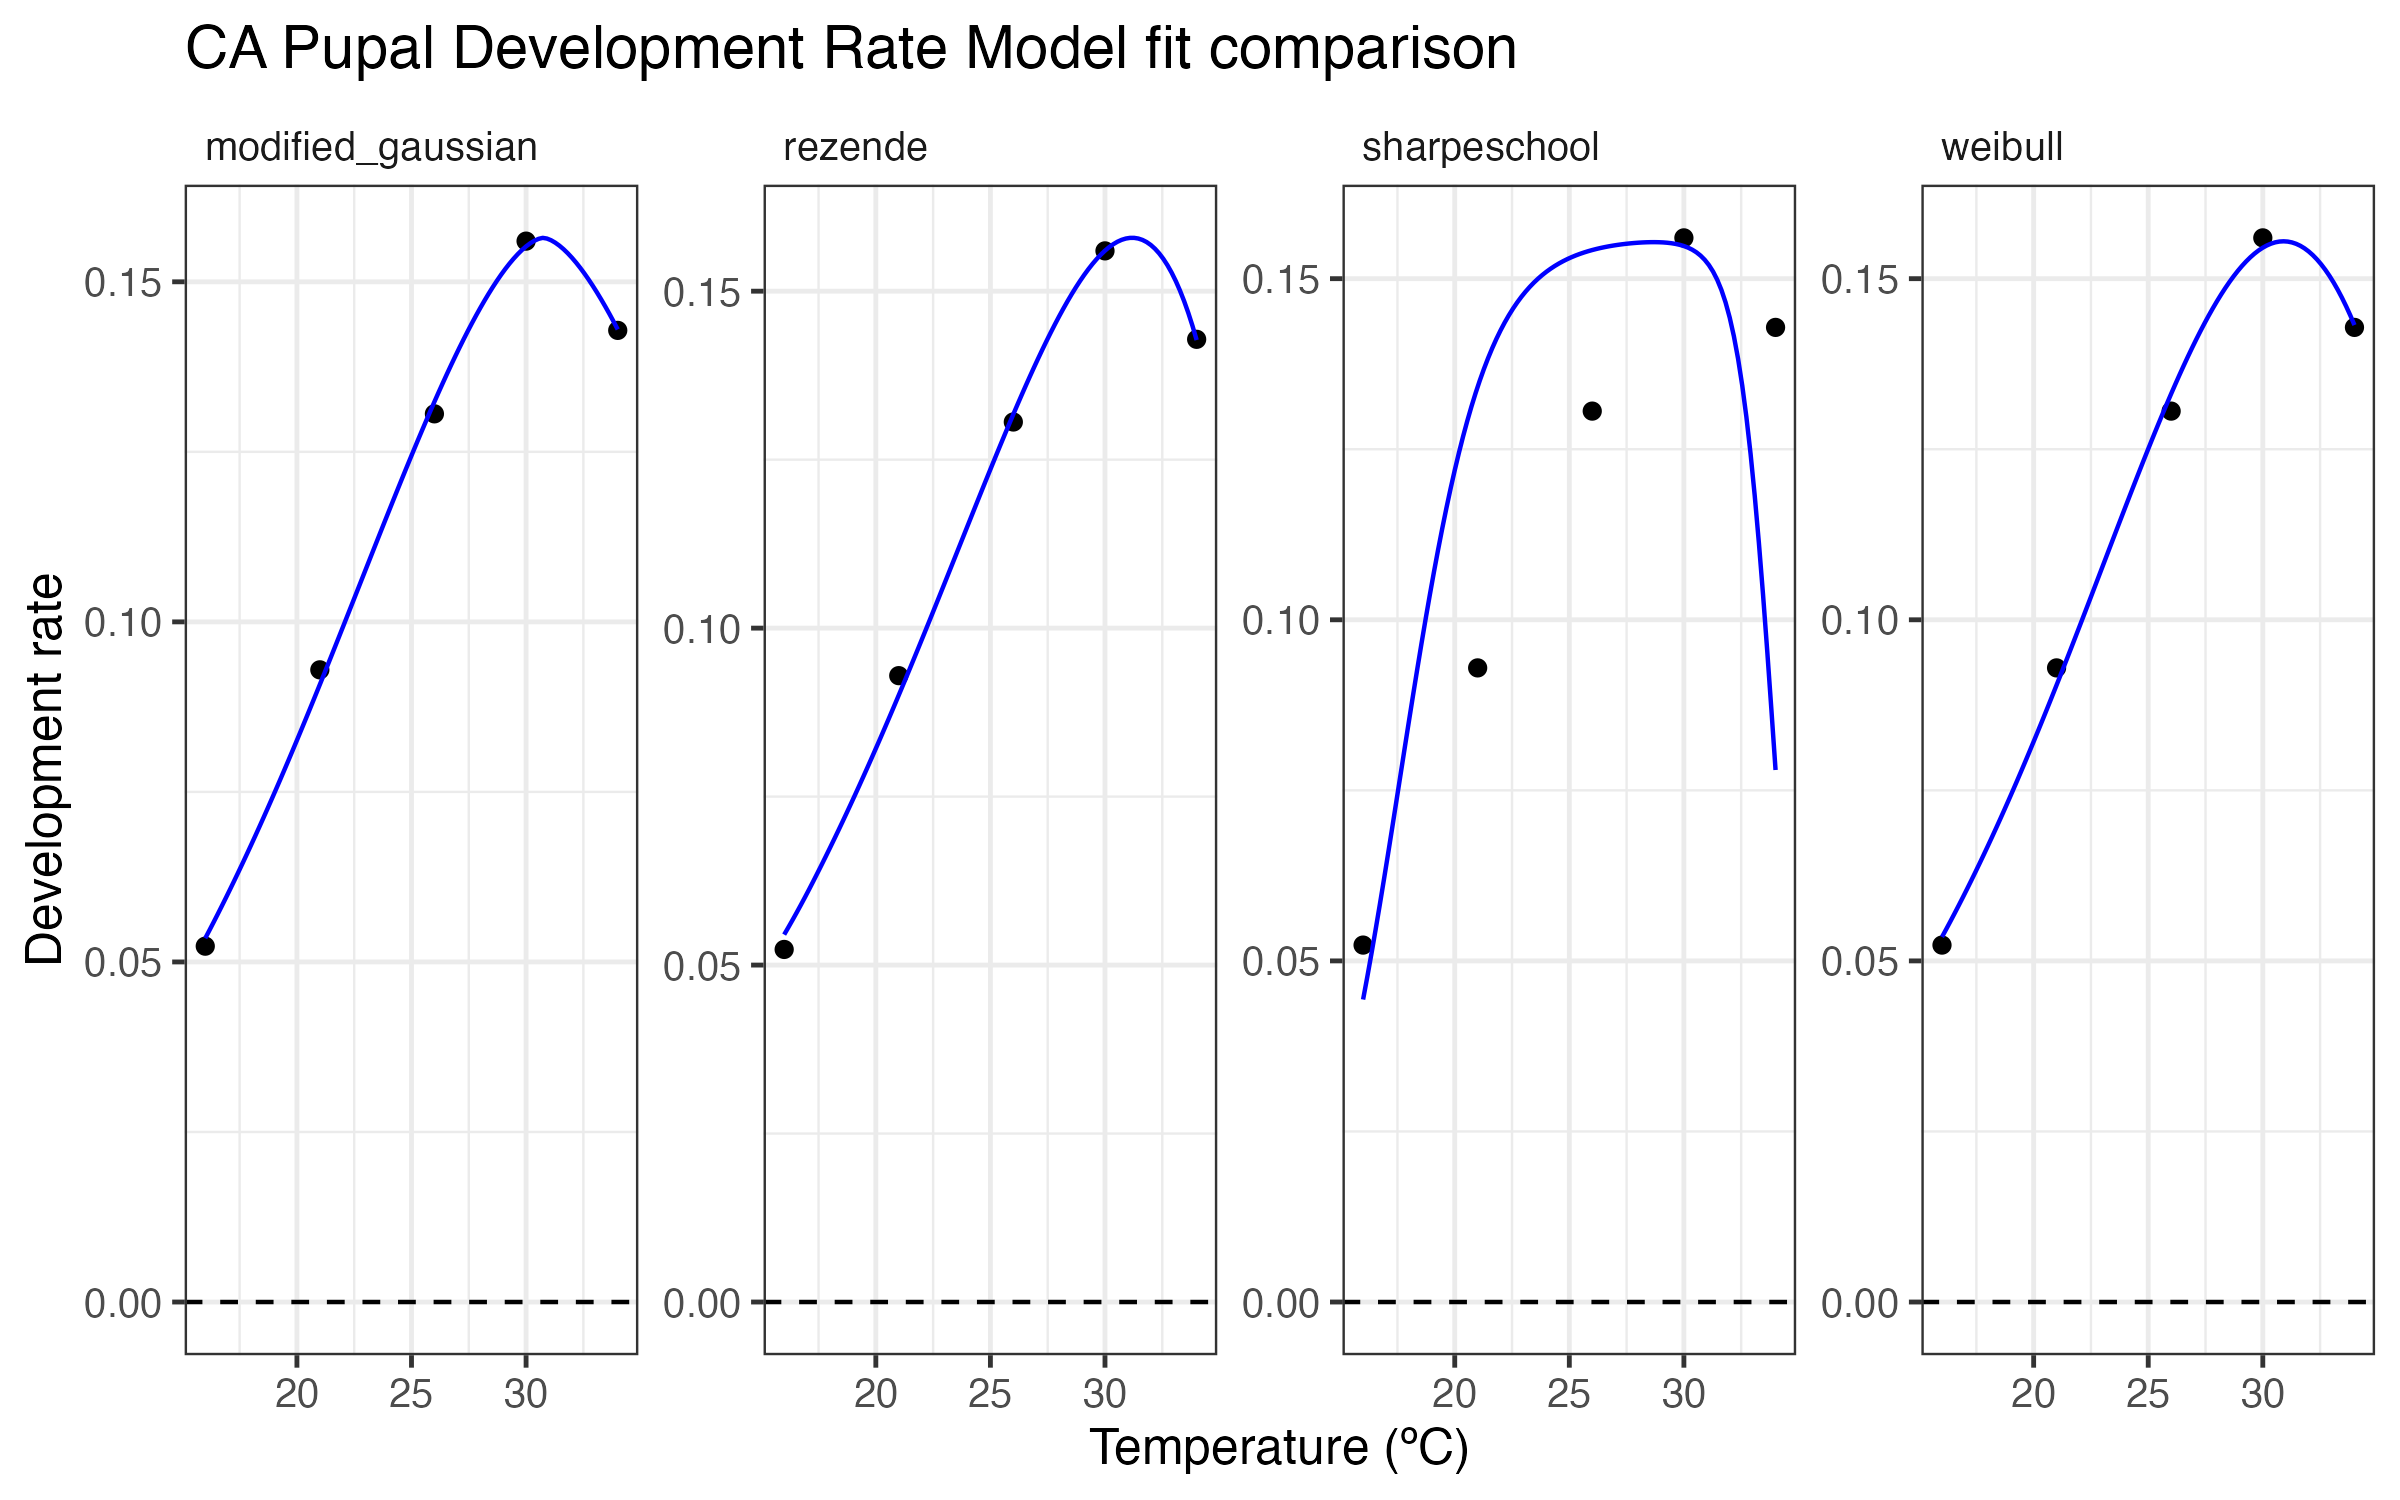 CA Pupal Development Rate Model fit comparison
modified_gaussian rezende sharpeschool weibull
Development rate
0.15 0.15 0.15 0.15
0.10 0.10 0.10 0.10
0.05 0.05 0.05 0.05
0.00 0.00 0.00 0.00
20 25 30 20 25 30 20 25 30 20 25 30
Temperature (ºC)